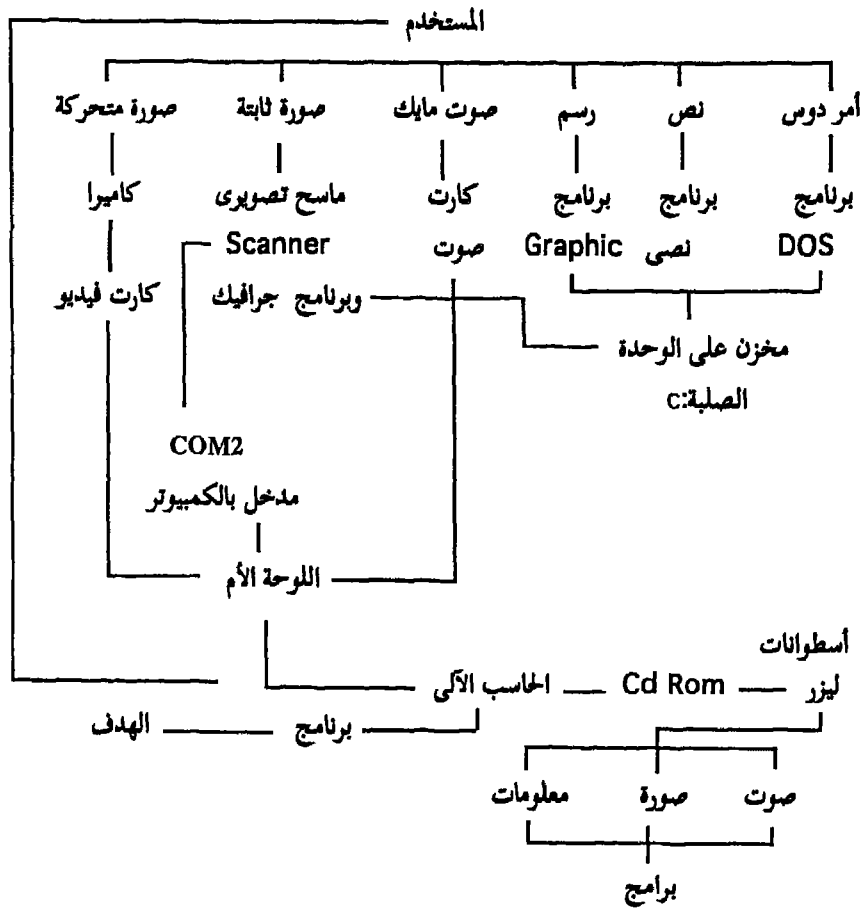 المستخدم
أمر دوس نص رسم صوت مايك صورة ثابتة صورة متحركة
برنامج برنامج برنامج كارت ماسح تصويرى كاميرا
DOS نصى Graphic صوت Scanner
وبرنامج جرافيك كارت فيديو
مخزن على الوحدة
الصلبة:c
COM2
مدخل بالكمبيوتر
اللوحة الأم
أسطوانات
ليزر Cd Rom الحاسب الآلى
برنامج الهدف
صوت صورة معلومات
برامج